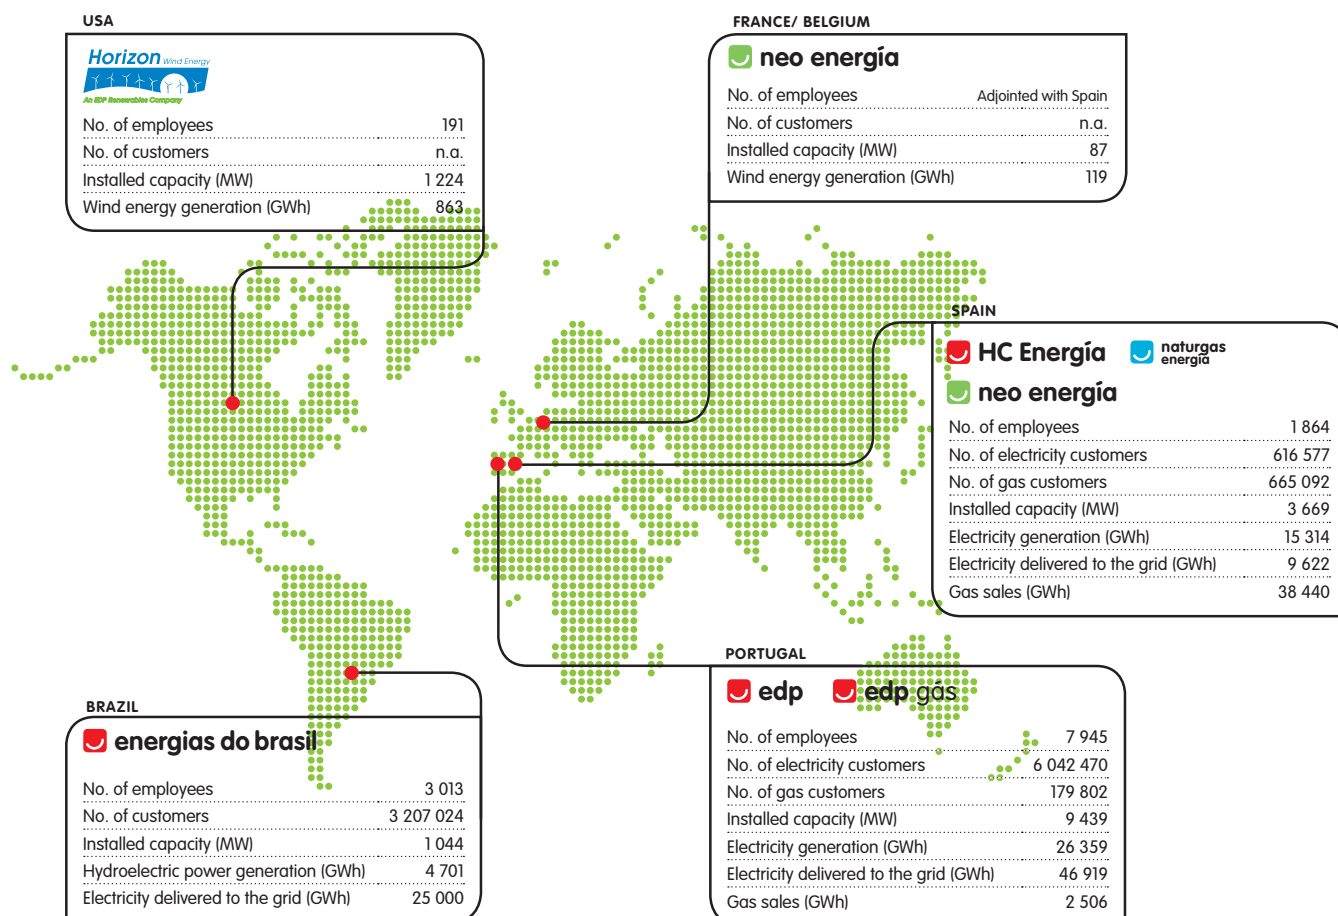 USA
Horizon Wind Energy
An EDP Renewables Company
No. of employees 191
No. of customers n.a.
Installed capacity (MW) 1 224
Wind energy generation (GWh) 863
FRANCE/ BELGIUM
neo energía
No. of employees Adjointed with Spain
No. of customers n.a.
Installed capacity (MW) 87
Wind energy generation (GWh) 119
SPAIN
HC Energía naturgas energía
neo energía
No. of employees 1 864
No. of electricity customers 616 577
No. of gas customers 665 092
Installed capacity (MW) 3 669
Electricity generation (GWh) 15 314
Electricity delivered to the grid (GWh) 9 622
Gas sales (GWh) 38 440
BRAZIL
energias do brasil
No. of employees 3 013
No. of customers 3 207 024
Installed capacity (MW) 1 044
Hydroelectric power generation (GWh) 4 701
Electricity delivered to the grid (GWh) 25 000
PORTUGAL
edp edp gás
No. of employees 7 945
No. of electricity customers 6 042 470
No. of gas customers 179 802
Installed capacity (MW) 9 439
Electricity generation (GWh) 26 359
Electricity delivered to the grid (GWh) 46 919
Gas sales (GWh) 2 506